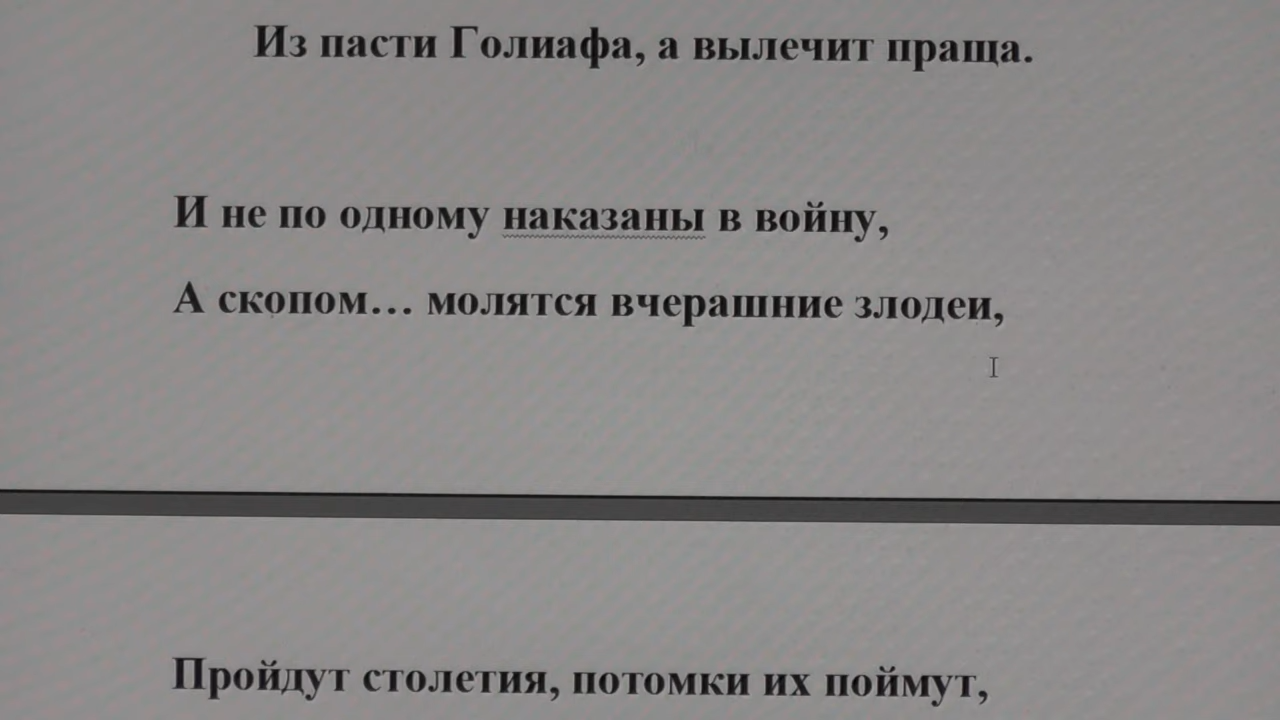 Из пасти Голиафа, а вылечит праща.
И не по одному наказаны в войну,
А скопом… молятся вчерашние злодеи,
Пройдут столетия, потомки их поймут,